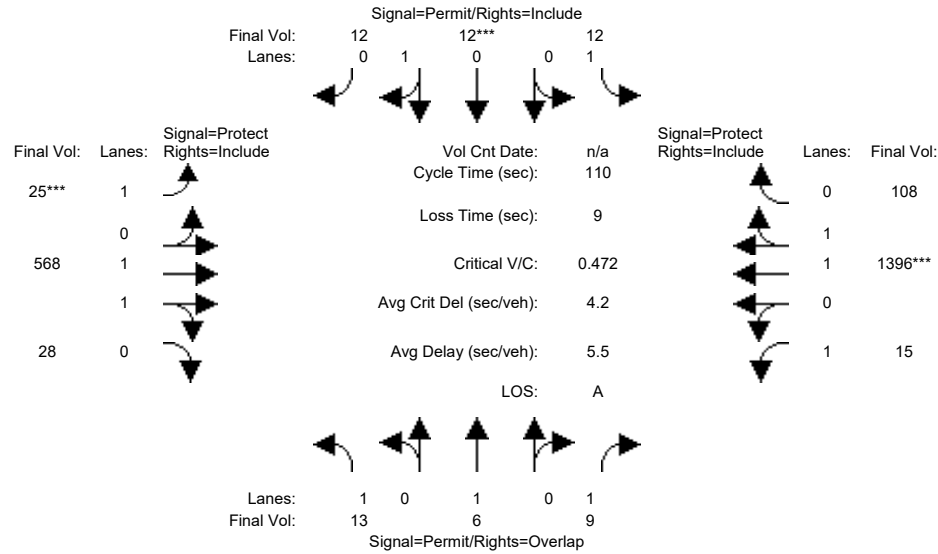 Signal=Permit/Rights=Include
Final Vol: 12 12*** 12
Lanes: 0 1 0 0 1
Signal=Protect
Final Vol: Lanes: Rights=Include
Vol Cnt Date: n/a
Signal=Protect
Rights=Include Lanes: Final Vol:
Cycle Time (sec): 110
25*** 1
0 108
Loss Time (sec): 9
0
1
568 1
Critical V/C: 0.472
1 1396***
1
Avg Crit Del (sec/veh): 4.2
0
28 0
Avg Delay (sec/veh): 5.5
1 15
LOS: A
Lanes: 1 0 1 0 1
Final Vol: 13 6 9
Signal=Permit/Rights=Overlap